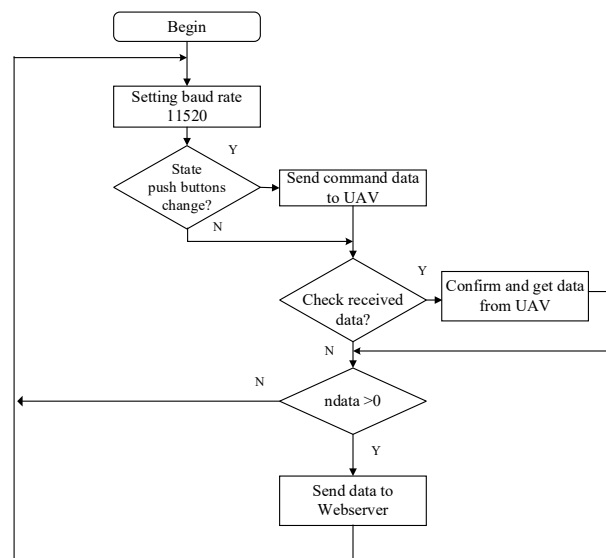 Begin
Setting baud rate
11520
Y
State
push buttons
change?
Send command data
to UAV
N
Y
Check received
data?
Confirm and get data
from UAV
N
N
ndata >0
Y
Send data to
Webserver